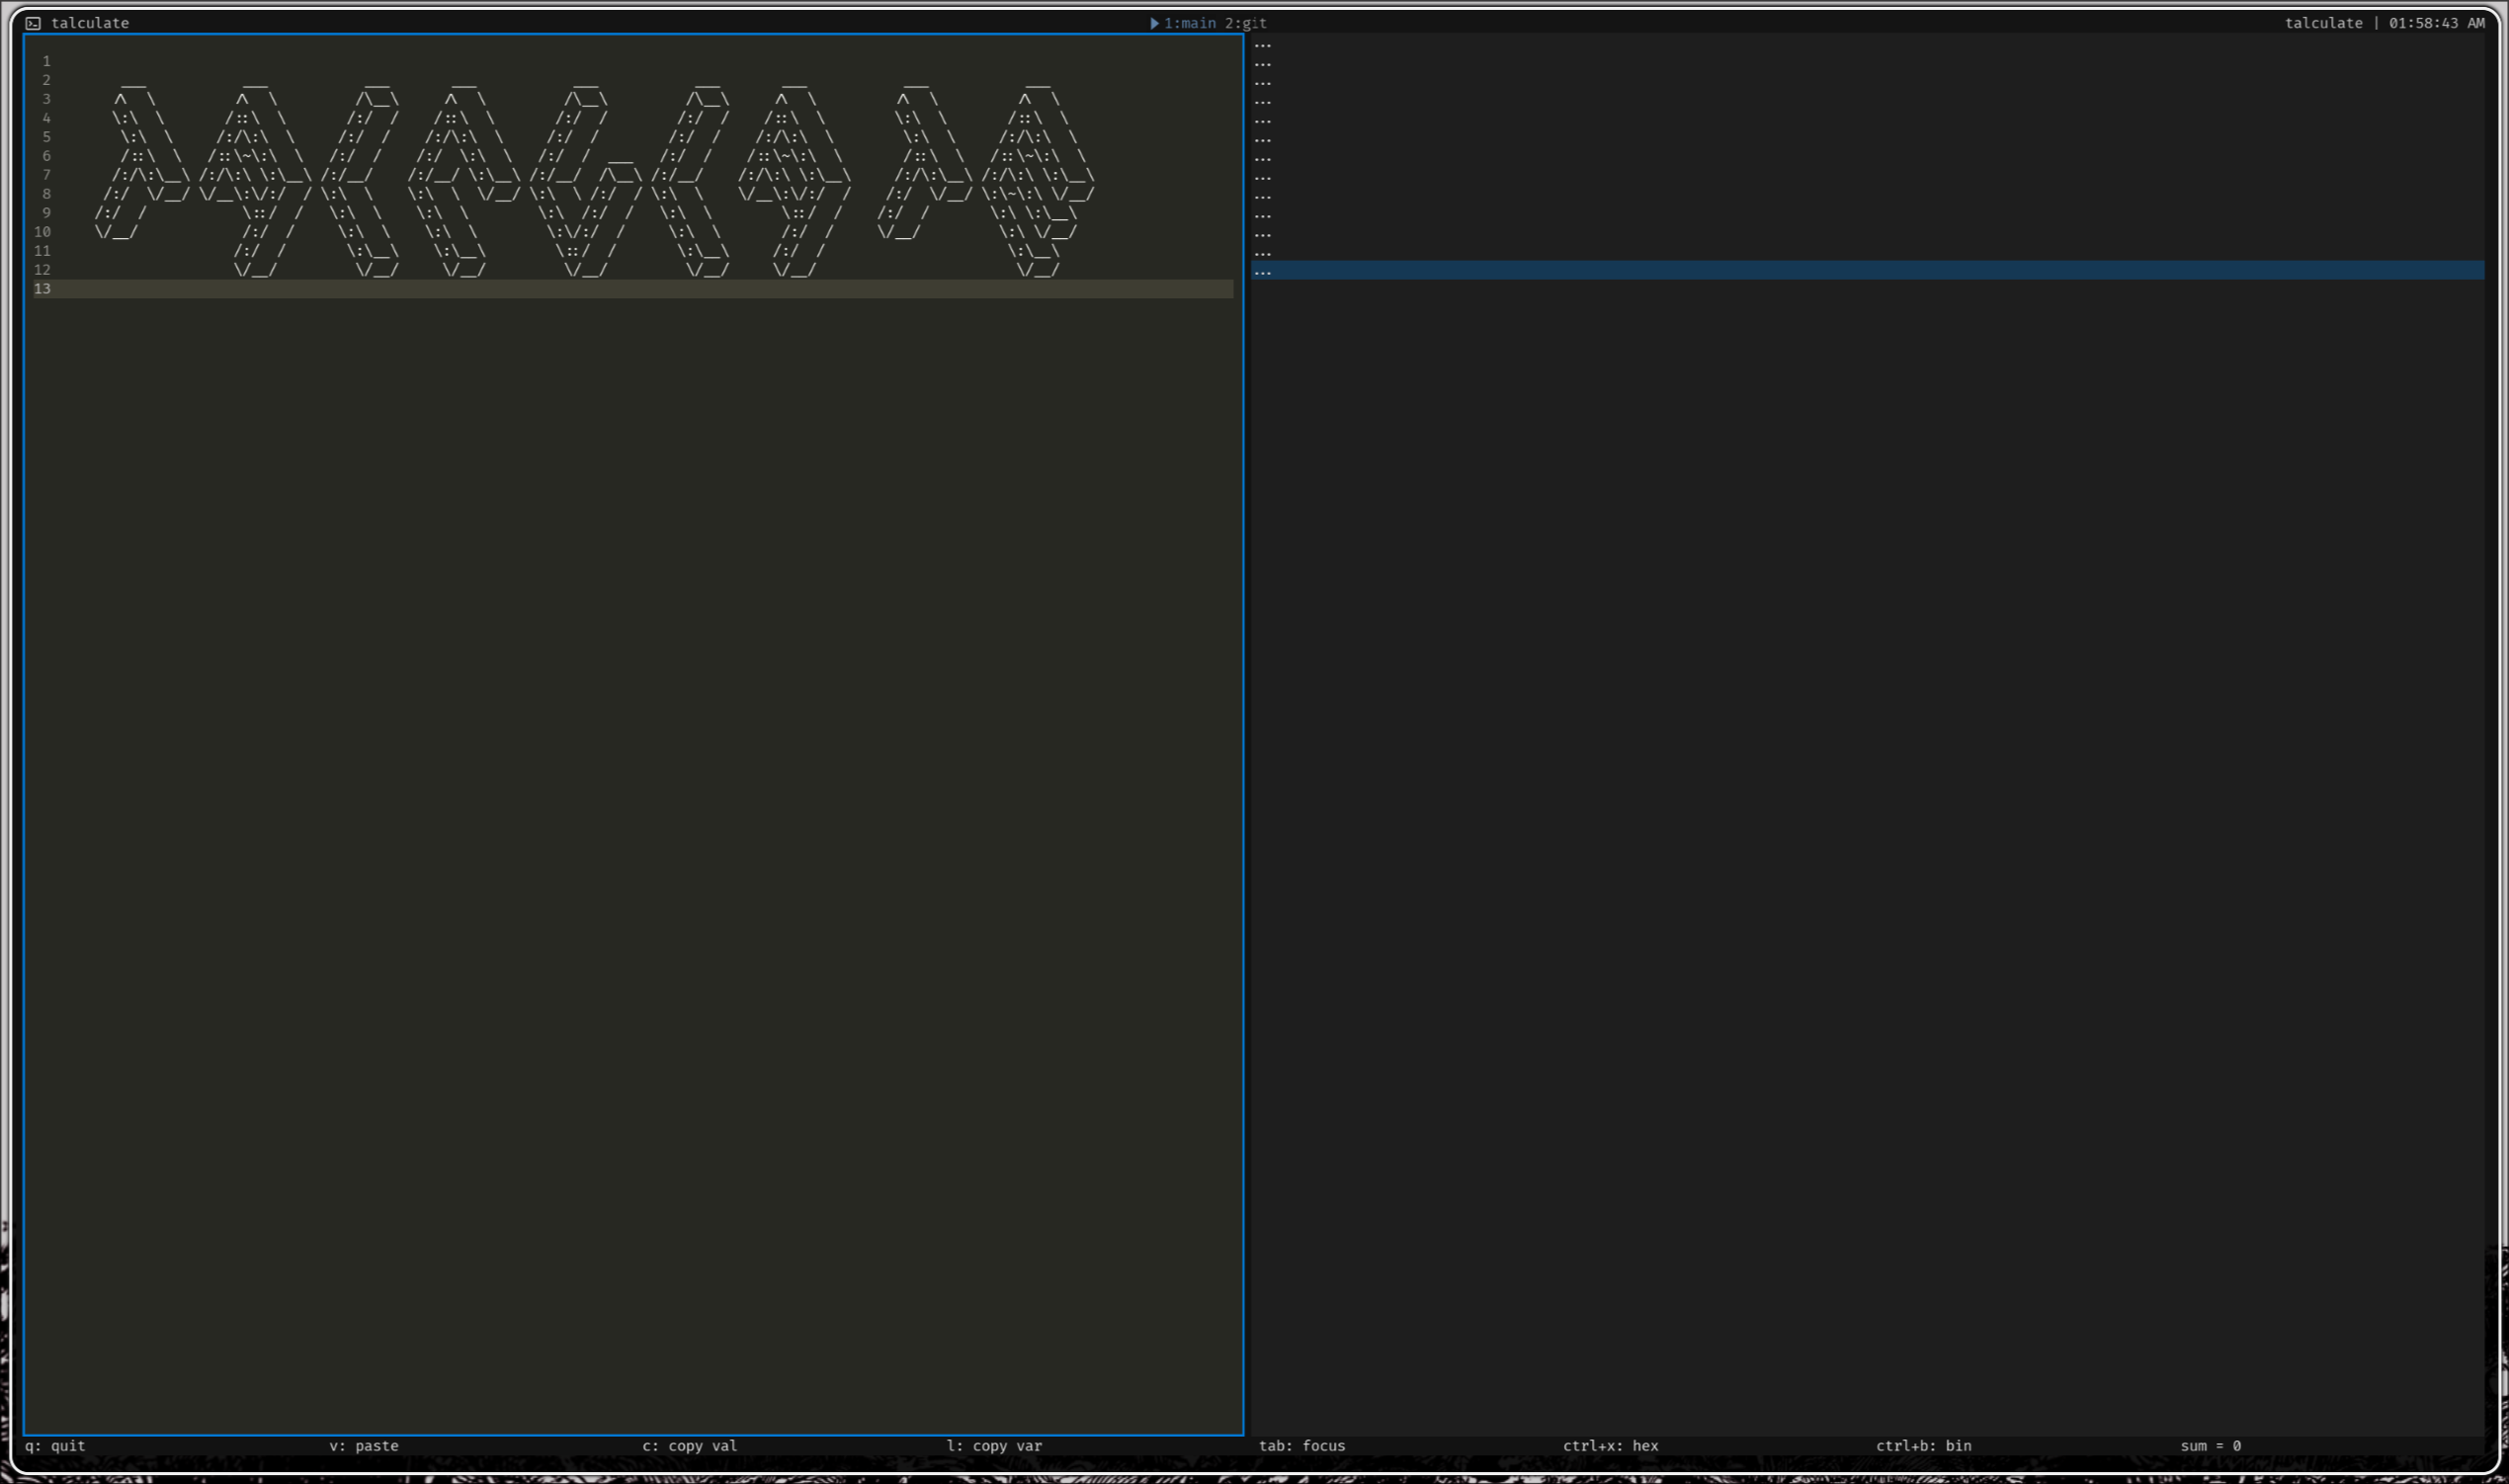 talculate
1:main 2:git
talculate | 01:58:43 AM
1
2        ___           ___           ___       ___           ___           ___       ___           ___           ___
3       /\  \         /\  \         /\__\     /\  \         /\__\         /\__\     /\  \         /\  \         /\  \
4       \:\  \       /::\  \       /:/  /    /::\  \       /:/  /        /:/  /    /::\  \        \:\  \       /::\  \
5        \:\  \     /:/\:\  \     /:/  /    /:/\:\  \     /:/  /        /:/  /    /:/\:\  \        \:\  \     /:/\:\  \
6        /::\  \   /::\~\:\  \   /:/  /    /:/  \:\  \   /:/  /  ___   /:/  /    /::\~\:\  \       /::\  \   /::\~\:\  \
7       /:/\:\__\ /:/\:\ \:\__\ /:/__/    /:/__/ \:\__\ /:/__/  /\__\ /:/__/    /:/\:\ \:\__\     /:/\:\__\ /:/\:\ \:\__\
8      /:/  \/__/ \/__\:\/:/  / \:\  \    \:\  \  \/__/ \:\  \ /:/  / \:\  \    \/__\:\/:/  /    /:/  \/__/ \:\~\:\ \/__/
9     /:/  /           \::/  /   \:\  \    \:\  \        \:\  /:/  /   \:\  \        \::/  /    /:/  /       \:\ \:\__\
10    \/__/            /:/  /     \:\  \    \:\  \        \:\/:/  /     \:\  \       /:/  /     \/__/         \:\ \/__/
11                    /:/  /       \:\__\    \:\__\        \::/  /       \:\__\     /:/  /                     \:\__\
12                    \/__/         \/__/     \/__/         \/__/         \/__/     \/__/                       \/__/
13
...
...
...
...
...
...
...
...
...
...
...
...
...
q: quit v: paste c: copy val l: copy var tab: focus ctrl+x: hex ctrl+b: bin sum = 0